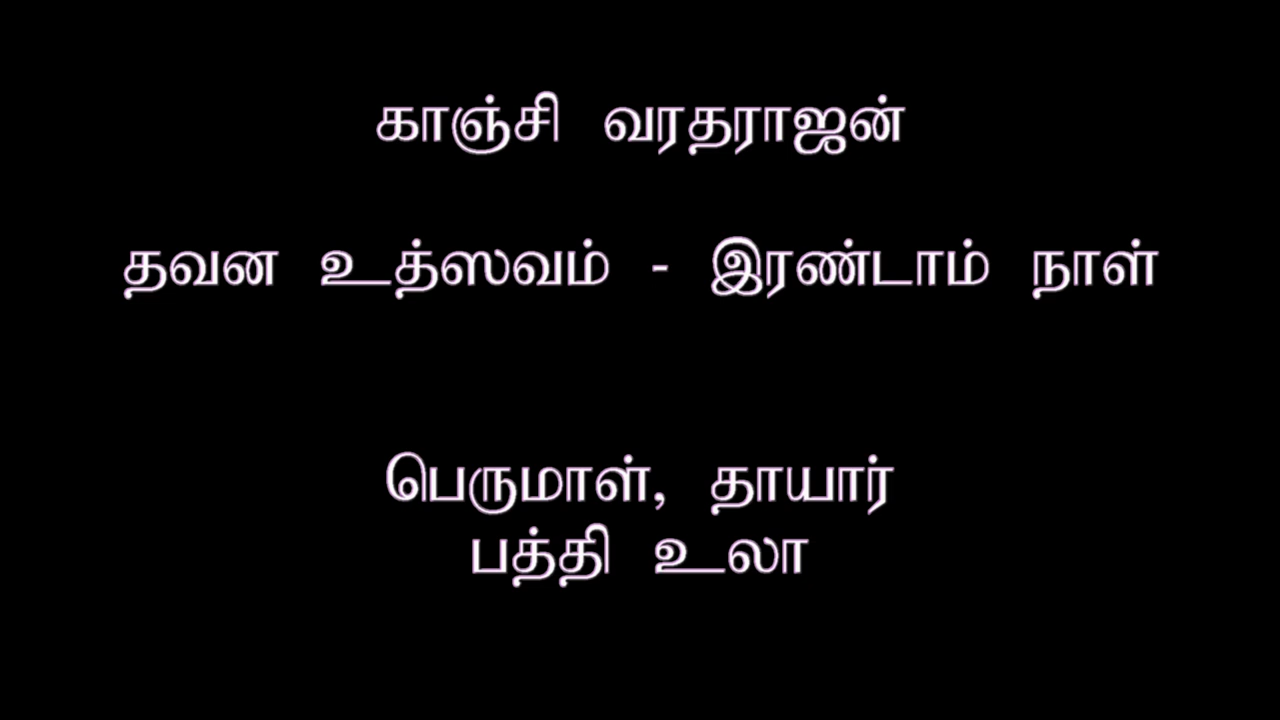 காஞ்சி வரதராஜன்
தவன உத்ஸவம் - இரண்டாம் நாள்
பெருமாள், தாயார்
பத்தி உலா